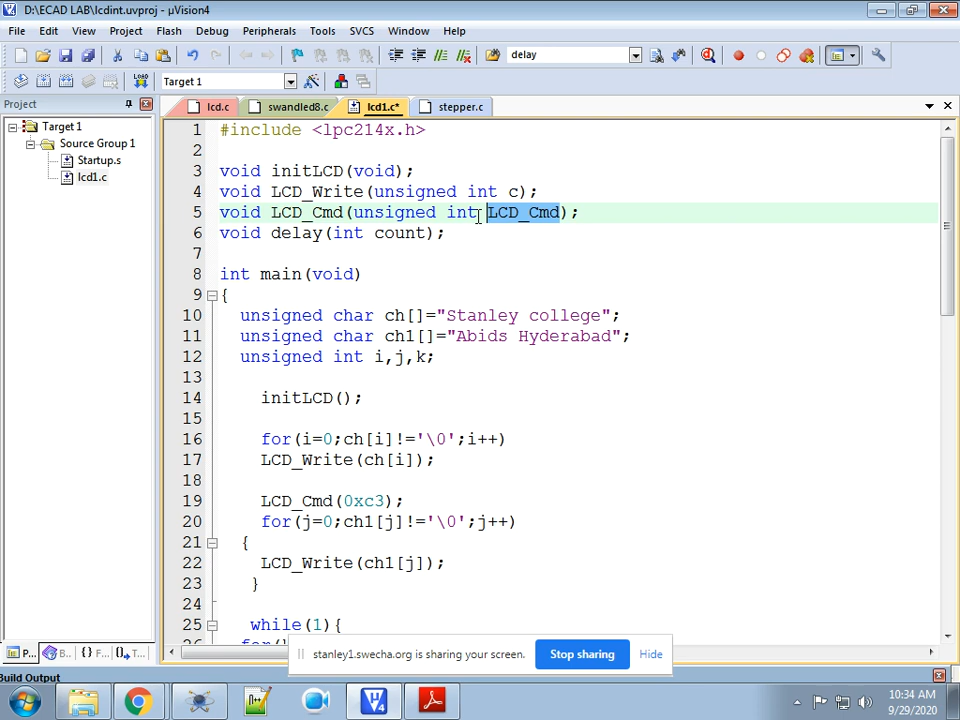 D:\ECAD LAB\lcdint.uvproj - µVision4
File Edit View Project Flash Debug Peripherals Tools SVCS Window Help
delay
LOAD Target 1
Project
lcd.c swandled8.c lcd1.c* stepper.c
Target 1
Source Group 1
Startup.s
lcd1.c
1 #include <lpc214x.h>
2
3 void initLCD(void);
4 void LCD_Write(unsigned int c);
5 void LCD_Cmd(unsigned int LCD_Cmd);
6 void delay(int count);
7
8 int main(void)
9 {
10 unsigned char ch[]="Stanley college";
11 unsigned char ch1[]="Abids Hyderabad";
12 unsigned int i,j,k;
13
14 initLCD();
15
16 for(i=0;ch[i]!='\0';i++)
17 LCD_Write(ch[i]);
18
19 LCD_Cmd(0xc3);
20 for(j=0;ch1[j]!='\0';j++)
21 {
22 LCD_Write(ch1[j]);
23 }
24
25 while(1){
stanley1.swecha.org is sharing your screen. Stop sharing Hide
P... B... {} F... T...
Build Output
10:34 AM
9/29/2020